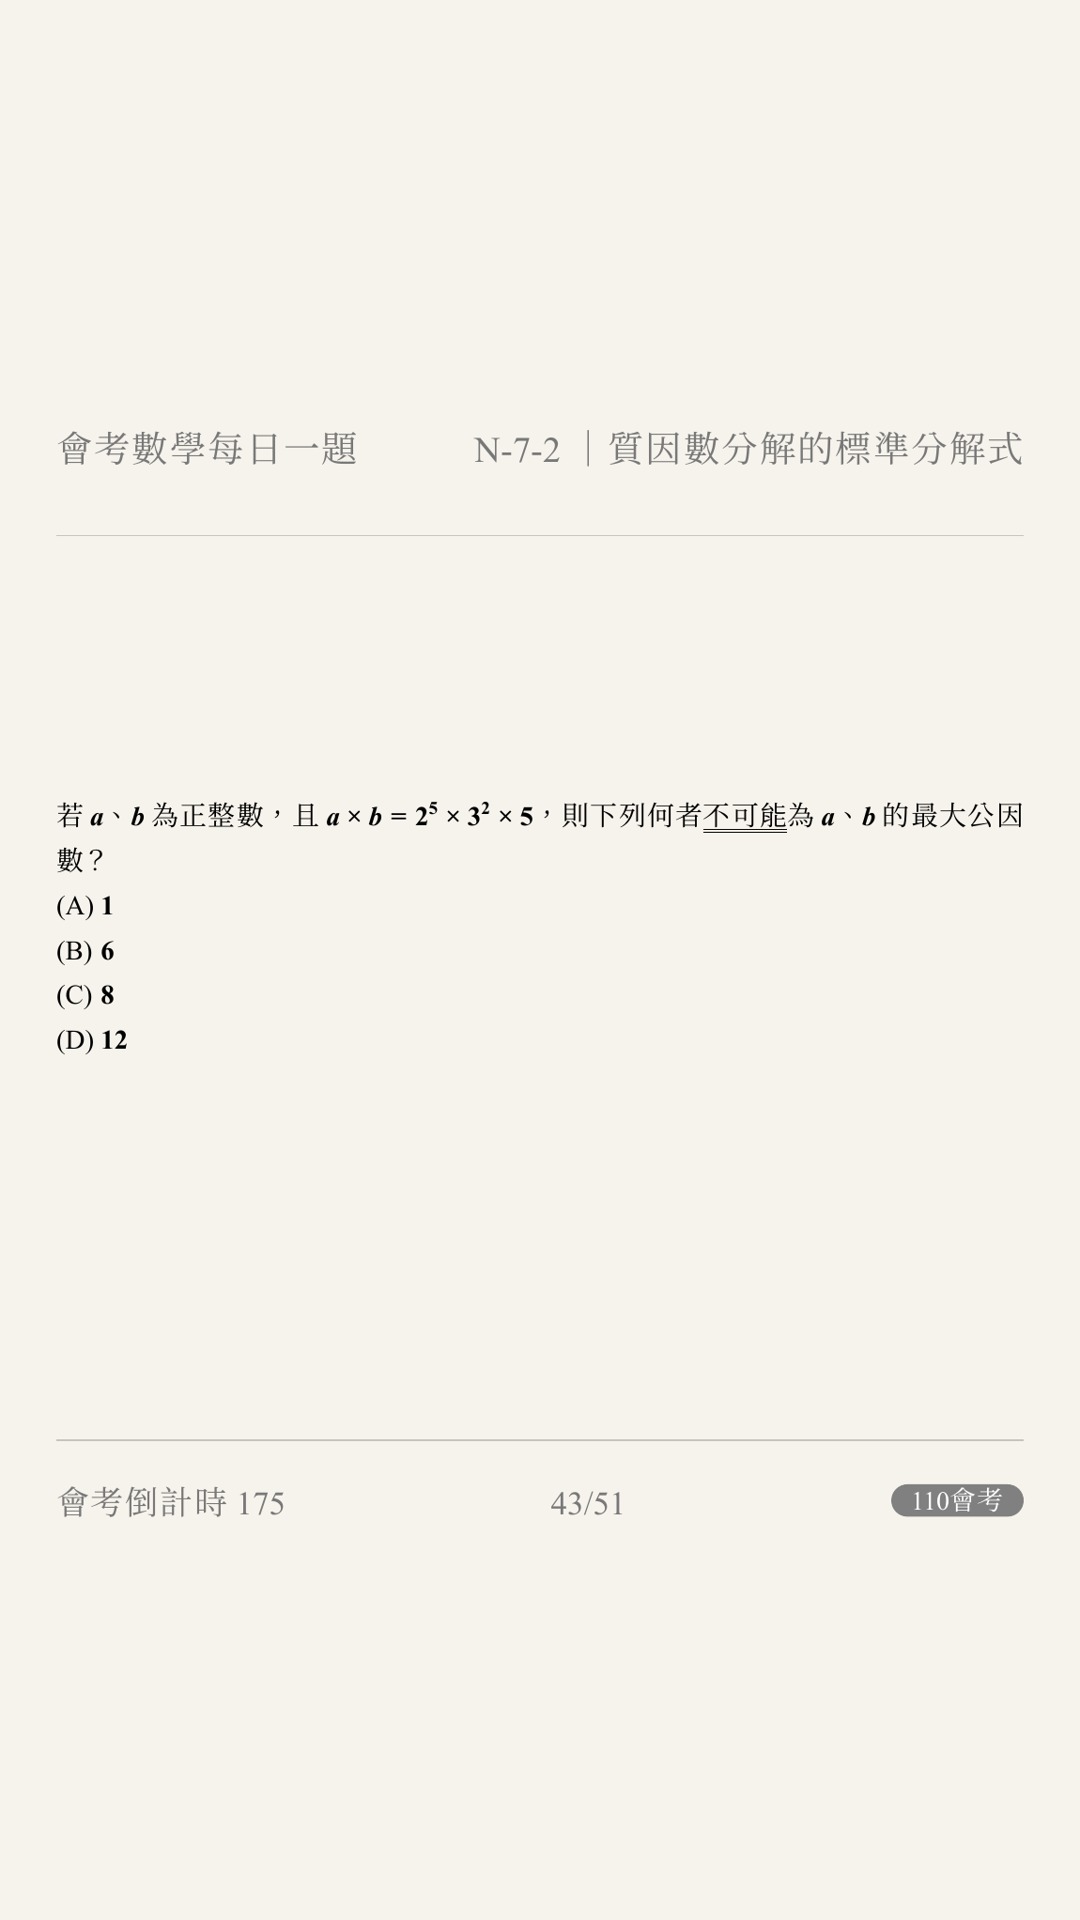 會考數學每日一題
N-7-2 | 質因數分解的標準分解式
若 a、b 為正整數,且 a × b = 2⁵ × 3² × 5,則下列何者不可能為 a、b 的最大公因
數?
(A) 1
(B) 6
(C) 8
(D) 12
會考倒計時 175
43/51
110會考